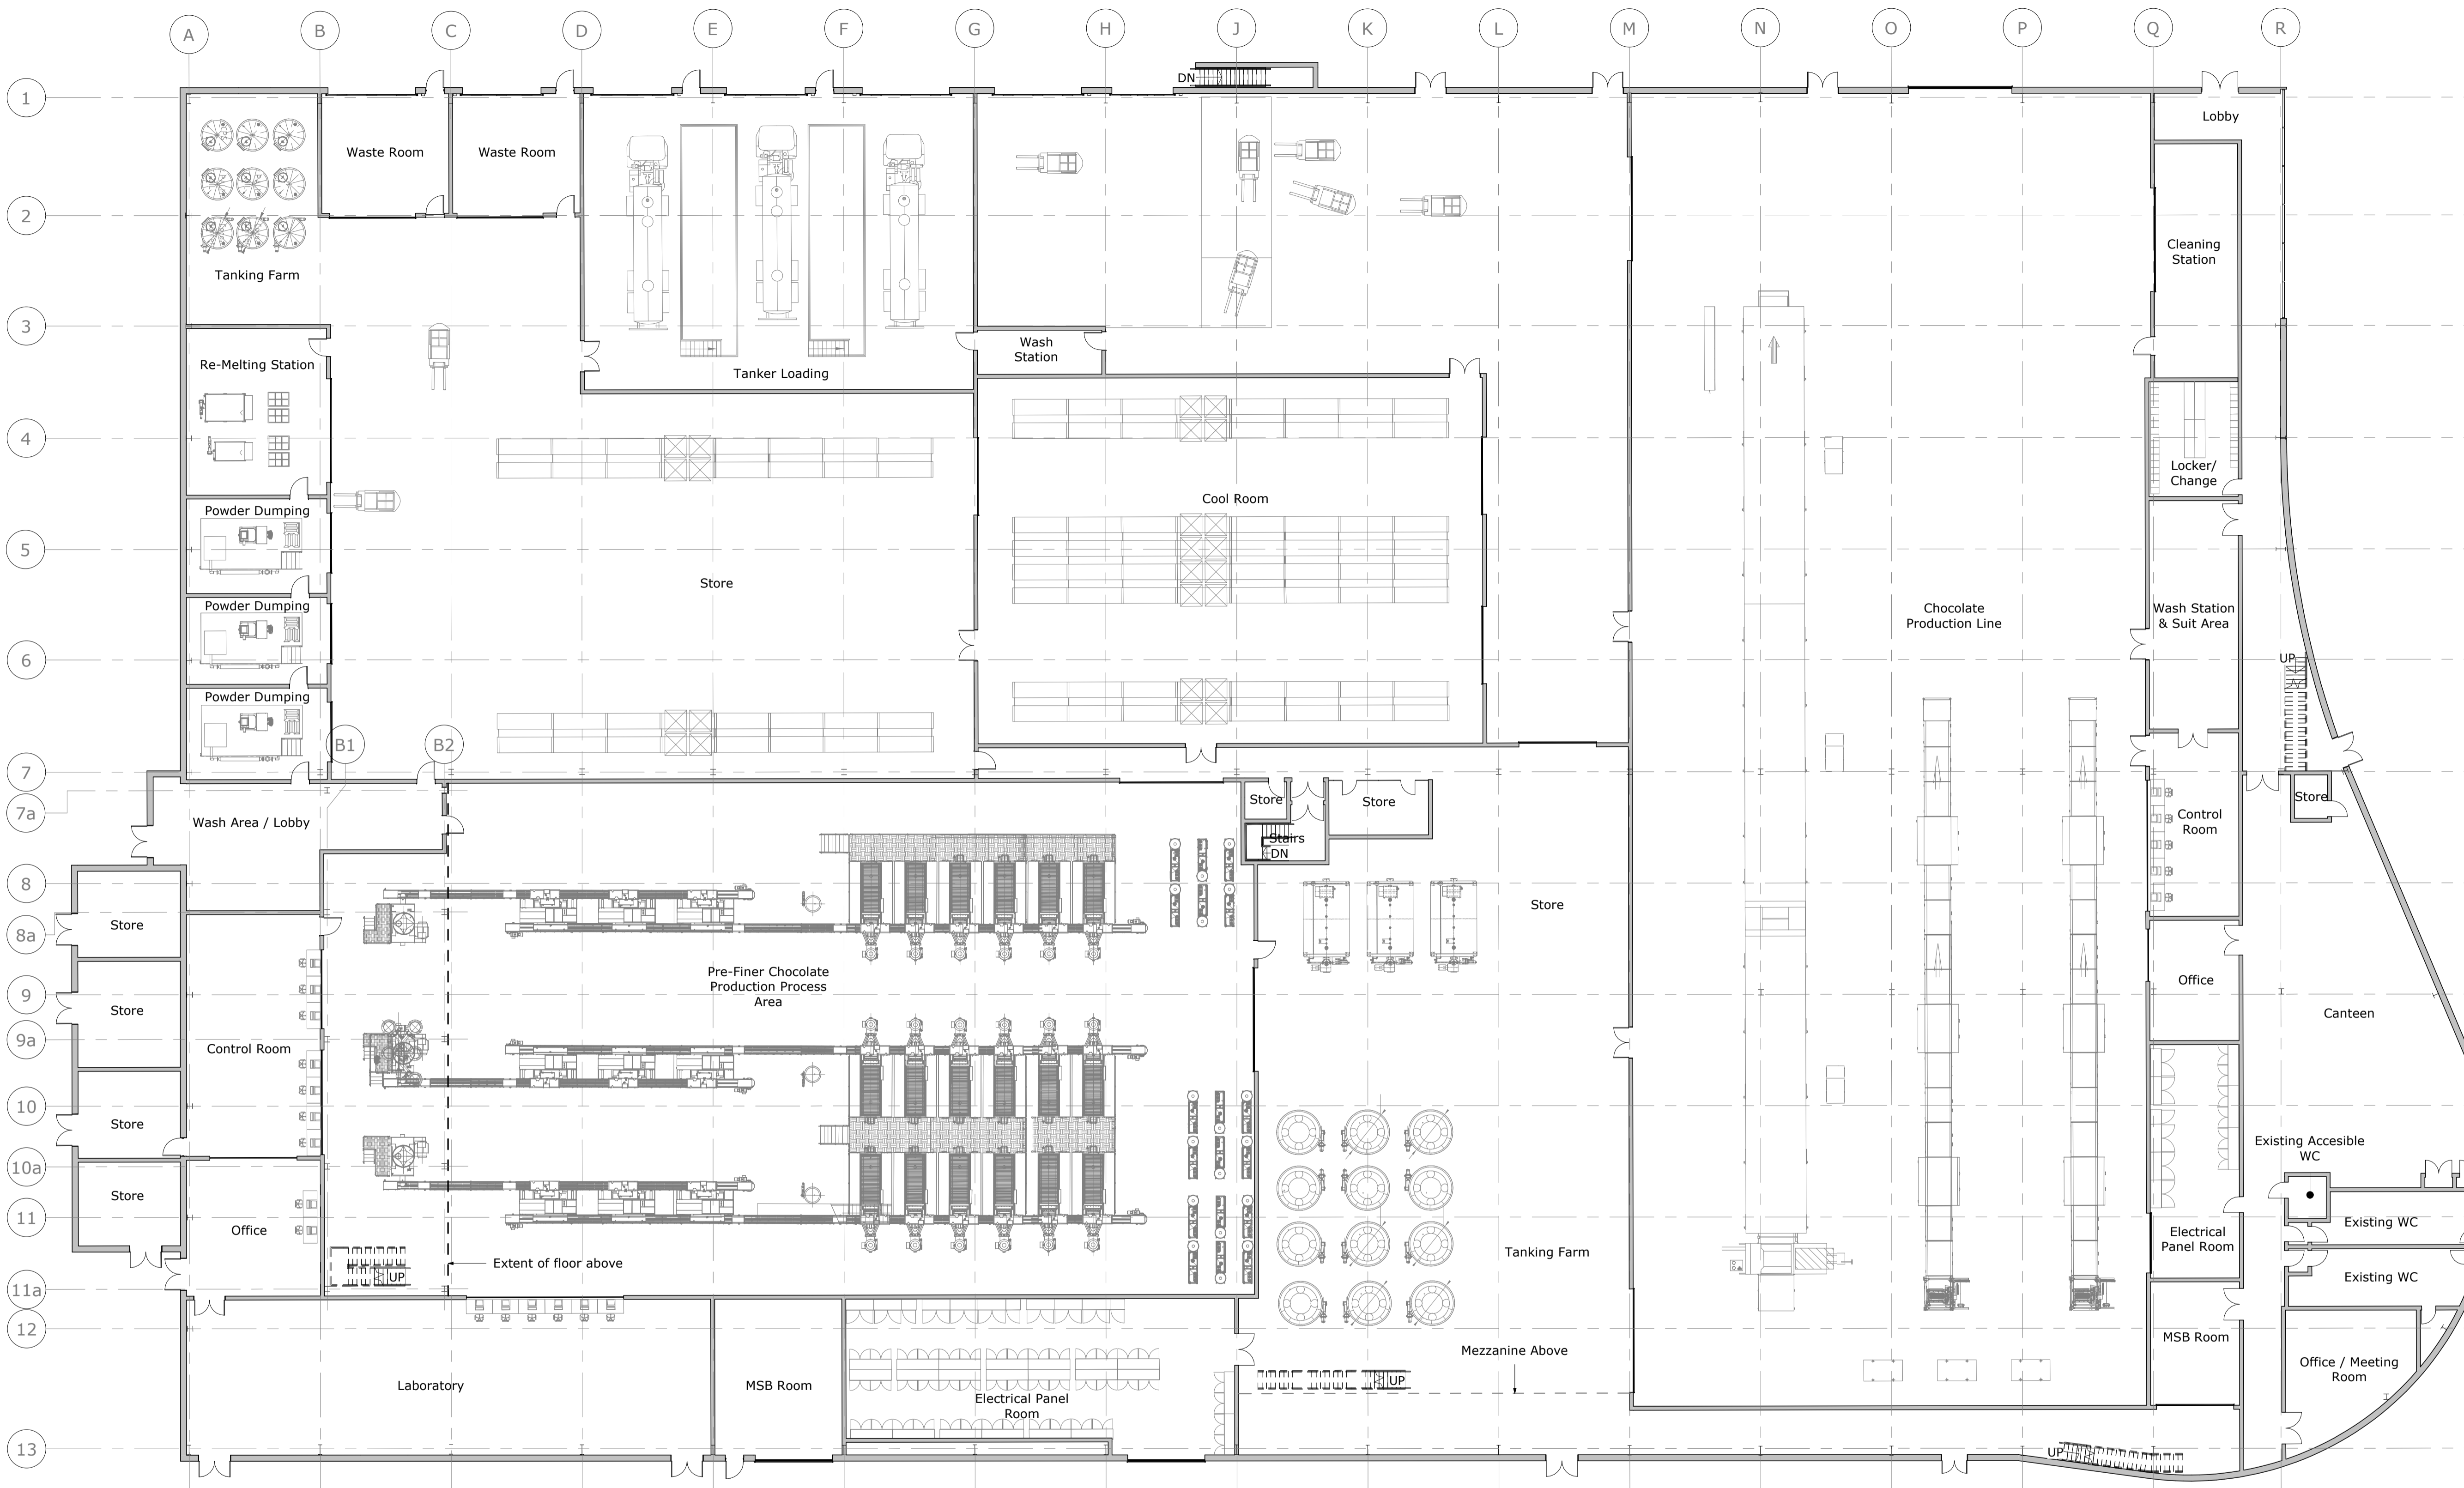 A B C D E F G H J K L M N O P Q R
DN
1
Lobby
Waste Room
Waste Room
2
Cleaning
Station
Tanking Farm
3
Wash
Station
Re-Melting Station
Tanker Loading
4
Locker/
Change
Cool Room
Powder Dumping
5
Store
Powder Dumping
Chocolate
Production Line
Wash Station
& Suit Area
6
UP
Powder Dumping
B1
B2
7
Store
Store
Store
7a
Wash Area / Lobby
Control
Room
Stairs
DN
8
Store
Store
8a
Pre-Finer Chocolate
Production Process
Area
Office
9
Store
Canteen
9a
Control Room
10
Store
Existing Accesible
WC
10a
Store
11
Office
Existing WC
Electrical
Panel Room
Tanking Farm
Extent of floor above
UP
Existing WC
11a
12
MSB Room
Mezzanine Above
Office / Meeting
Room
Laboratory
MSB Room
UP
Electrical Panel
Room
13
UP